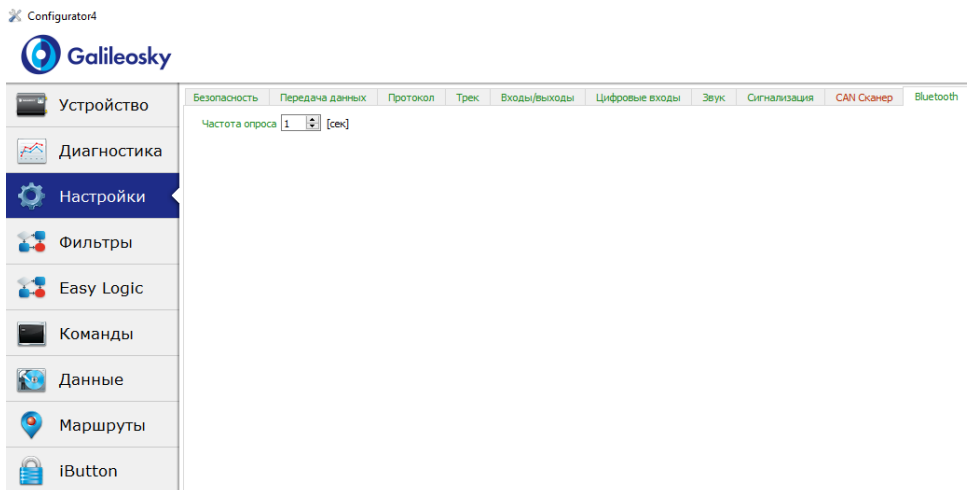 Configurator4
Galileosky
Устройство
Диагностика
Настройки
Фильтры
Easy Logic
Команды
Данные
Маршруты
iButton
Безопасность Передача данных Протокол Трек Входы/выходы Цифровые входы Звук Сигнализация CAN Сканер Bluetooth
Частота опроса 1 [сек]